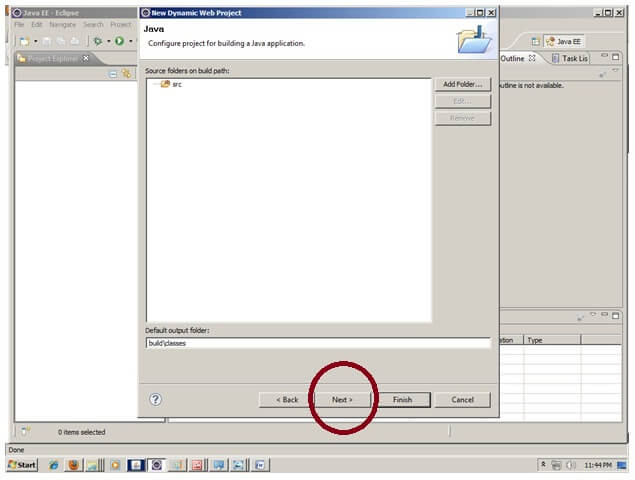 Java EE - Eclipse
New Dynamic Web Project
File Edit Navigate Search Project
Java
Configure project for building a Java application.
Java EE
Project Explorer
Outline
Task Lis
Source folders on build path:
src
Add Folder...
Edit...
Remove
outline is not available.
Default output folder:
build\classes
Type
< Back
Next >
Finish
Cancel
0 items selected
Done
Start
11:44 PM